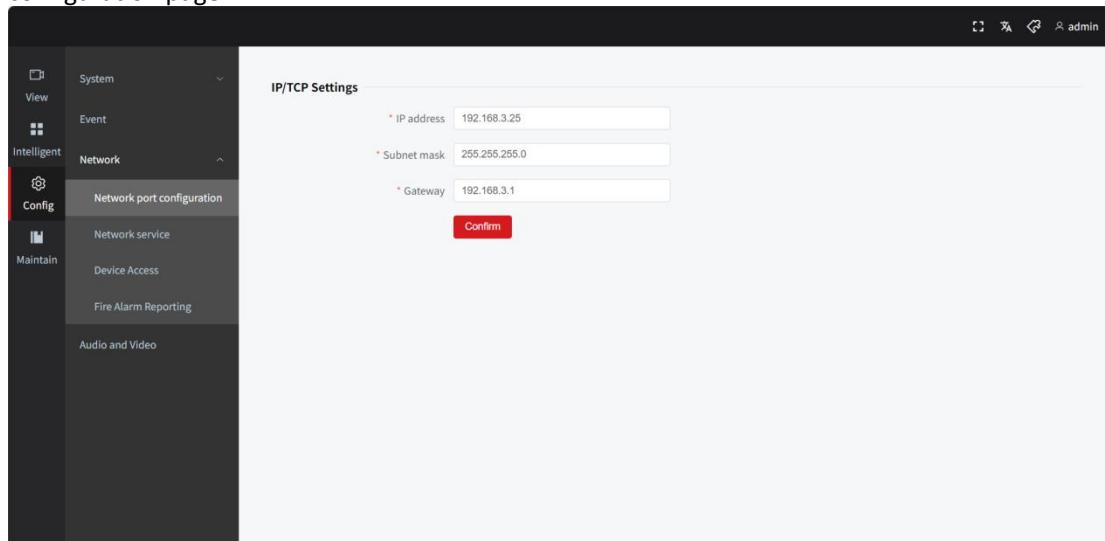 admin
View
Intelligent
Config
Maintain
System
Event
Network
Network port configuration
Network service
Device Access
Fire Alarm Reporting
Audio and Video
IP/TCP Settings
* IP address 192.168.3.25
* Subnet mask 255.255.255.0
* Gateway 192.168.3.1
Confirm